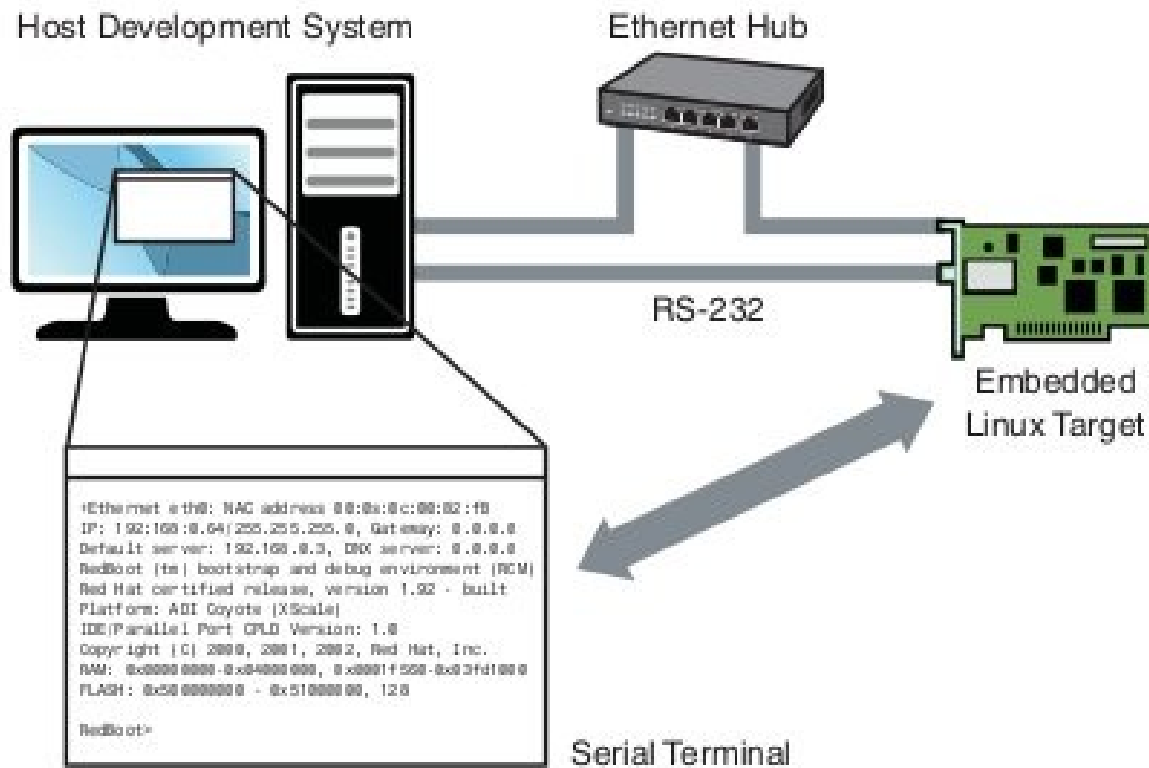 Host Development System
Ethernet Hub
RS-232
Embedded
Linux Target
+Ethernet eth0: MAC address 00:0a:0c:00:82:f8
IP: 192:168:0.64/255.255.255.0, Gateway: 0.0.0.0
Default server: 192.168.0.3, DNX server: 0.0.0.0
RedBoot (tm) bootstrap and debug environment (RCM)
Red Hat certified release, version 1.92 - built
Platform: ADI Coyote (XScale)
IDE/Parallel Port CPLD Version: 1.0
Copyright (C) 2000, 2001, 2002, Red Hat, Inc.
RAM: 0x00000000-0x04000000, 0x0001f560-0x03fd1000
FLASH: 0x500000000 - 0x51000000, 128
RedBoot>
Serial Terminal